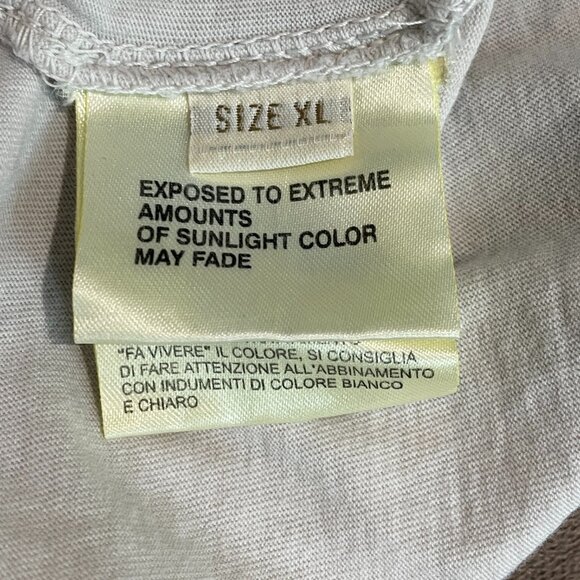 SIZE XL
EXPOSED TO EXTREME
AMOUNTS
OF SUNLIGHT COLOR
MAY FADE
"FA VIVERE" IL COLORE, SI CONSIGLIA
DI FARE ATTENZIONE ALL'ABBINAMENTO
CON INDUMENTI DI COLORE BIANCO
E CHIARO